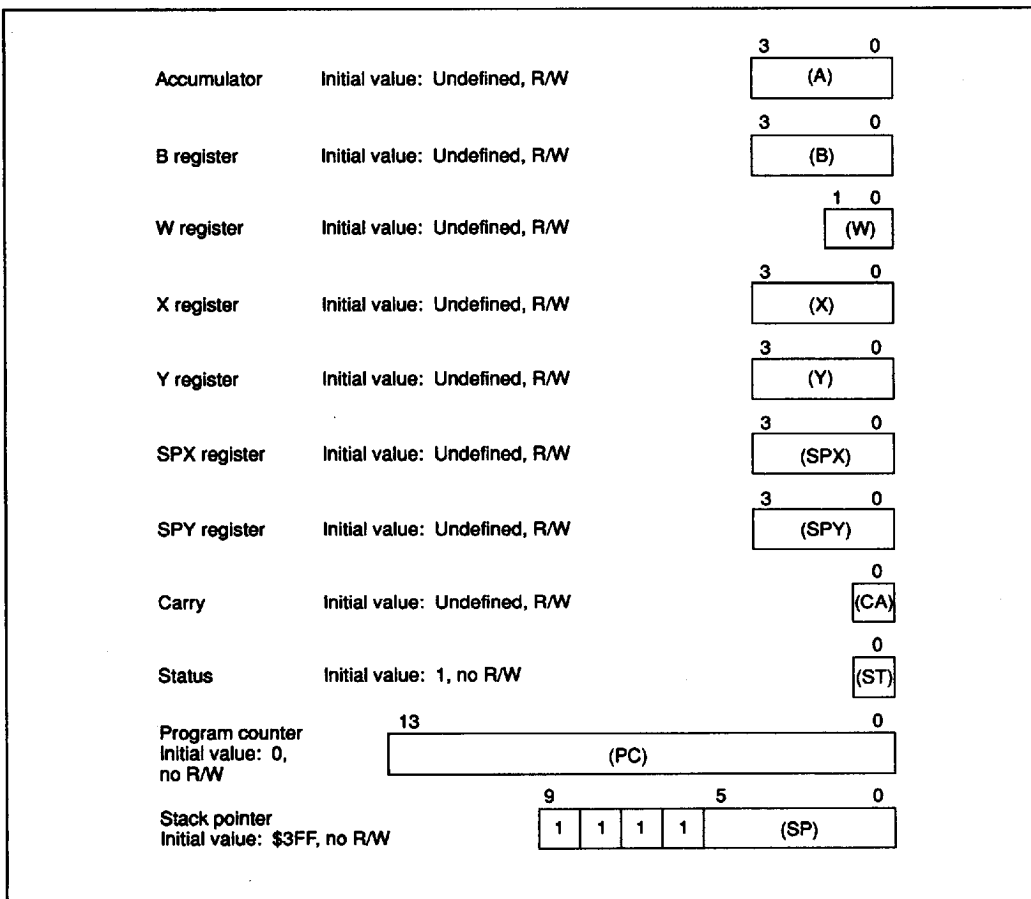 3 0
Accumulator Initial value: Undefined, R/W (A)
3 0
B register Initial value: Undefined, R/W (B)
1 0
W register Initial value: Undefined, R/W (W)
3 0
X register Initial value: Undefined, R/W (X)
3 0
Y register Initial value: Undefined, R/W (Y)
3 0
SPX register Initial value: Undefined, R/W (SPX)
3 0
SPY register Initial value: Undefined, R/W (SPY)
0
Carry Initial value: Undefined, R/W (CA)
0
Status Initial value: 1, no R/W (ST)
13 0
Program counter
Initial value: 0, (PC)
no R/W
9 5 0
Stack pointer 1 1 1 1 (SP)
Initial value: $3FF, no R/W